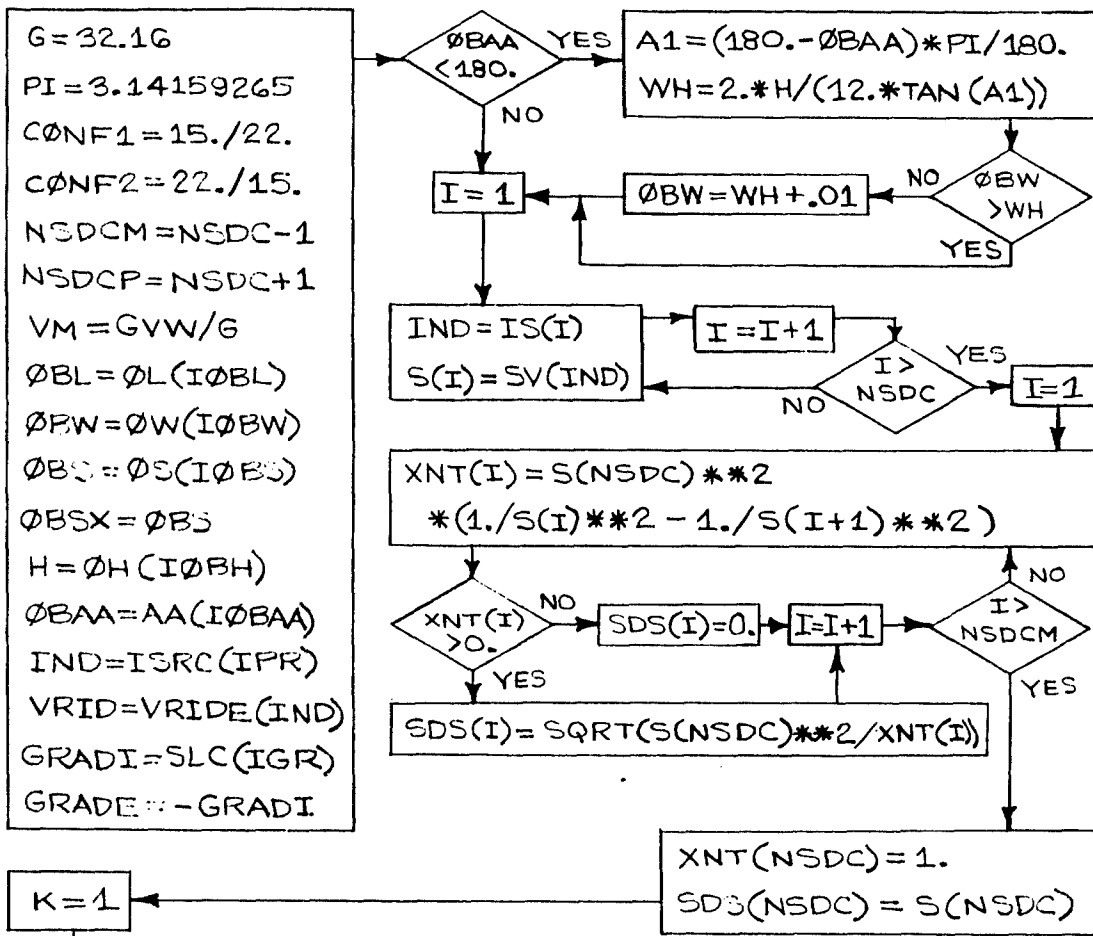 G=32.16
PI=3.14159265
CØNF1=15./22.
CØNF2=22./15.
NSDCM=NSDC-1
NSDCP=NSDC+1
VM=GVW/G
ØBL=ØL(IØBL)
ØBW=ØW(IØBW)
ØBS=ØS(IØBS)
ØBSX=ØBS
H=ØH(IØBH)
ØBAA=AA(IØBAA)
IND=ISRC(IPR)
VRID=VRIDE(IND)
GRADI=SLC(IGR)
GRADE=-GRADI
ØBAA
<180.
YES
NO
A1=(180.-ØBAA)*PI/180.
WH=2.*H/(12.*TAN(A1))
ØBW
>WH
NO
YES
ØBW=WH+.01
I=1
IND=IS(I)
S(I)=SV(IND)
I=I+1
I>
NSDC
YES
NO
I=1
XNT(I)=S(NSDC)**2
*(1./S(I)**2-1./S(I+1)**2)
XNT(I)
>0.
NO
YES
SDS(I)=0.
I=I+1
I>
NSDCM
NO
YES
SDS(I)=SQRT(S(NSDC)**2/XNT(I))
XNT(NSDC)=1.
SDS(NSDC)=S(NSDC)
K=1